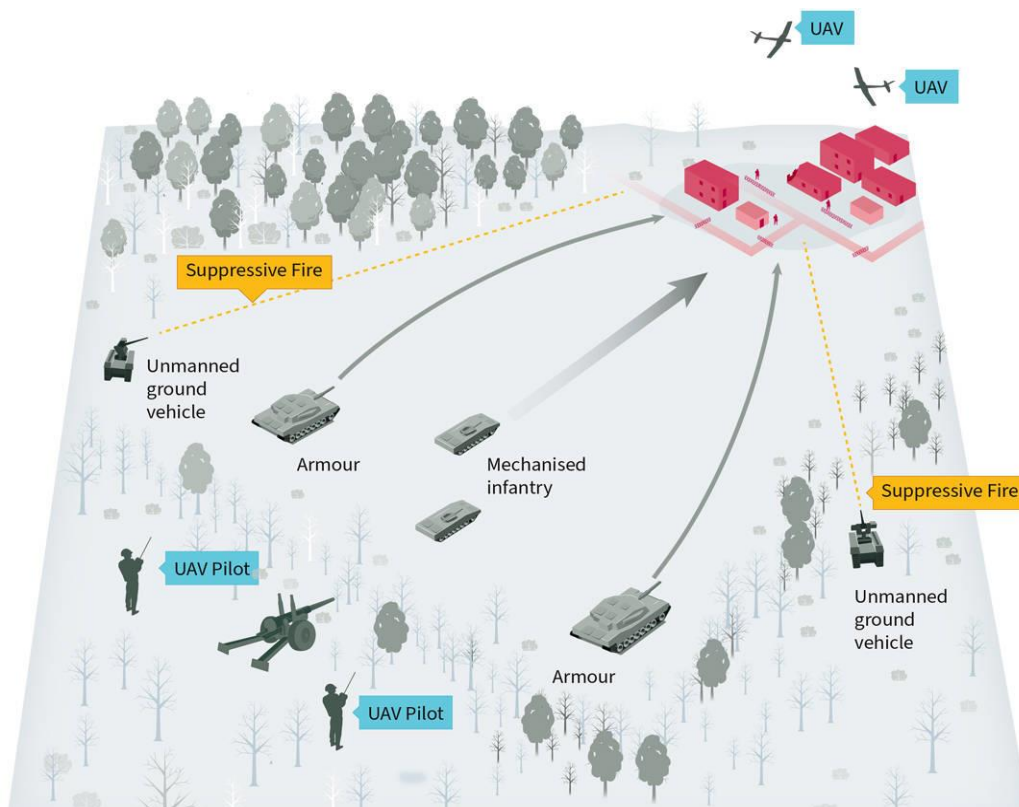 UAV
UAV
Suppressive Fire
Unmanned
ground
vehicle
Armour
Mechanised
infantry
Suppressive Fire
UAV Pilot
Unmanned
ground
vehicle
Armour
UAV Pilot